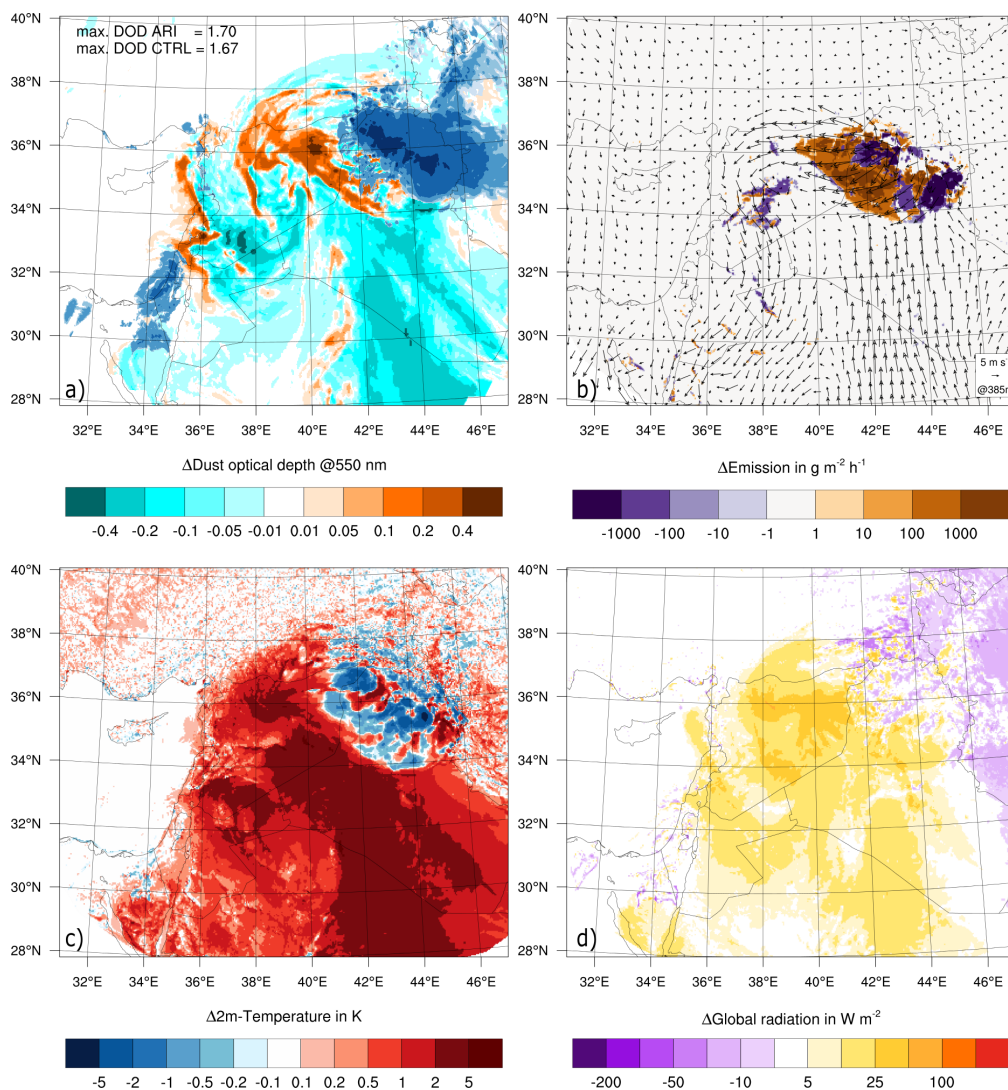 max. DOD ARI = 1.70
max. DOD CTRL = 1.67
40°N
38°N
36°N
34°N
32°N
30°N
28°N
a)
32°E 34°E 36°E 38°E 40°E 42°E 44°E 46°E
ΔDust optical depth @550 nm
-0.4 -0.2 -0.1 -0.05 -0.01 0.01 0.05 0.1 0.2 0.4
40°N
38°N
36°N
34°N
32°N
30°N
28°N
b)
5 m s
@385
32°E 34°E 36°E 38°E 40°E 42°E 44°E 46°E
ΔEmission in g m⁻² h⁻¹
-1000 -100 -10 -1 1 10 100 1000
40°N
38°N
36°N
34°N
32°N
30°N
28°N
c)
32°E 34°E 36°E 38°E 40°E 42°E 44°E 46°E
Δ2m-Temperature in K
-5 -2 -1 -0.5 -0.2 -0.1 0.1 0.2 0.5 1 2 5
40°N
38°N
36°N
34°N
32°N
30°N
28°N
d)
32°E 34°E 36°E 38°E 40°E 42°E 44°E 46°E
ΔGlobal radiation in W m⁻²
-200 -50 -10 5 25 100